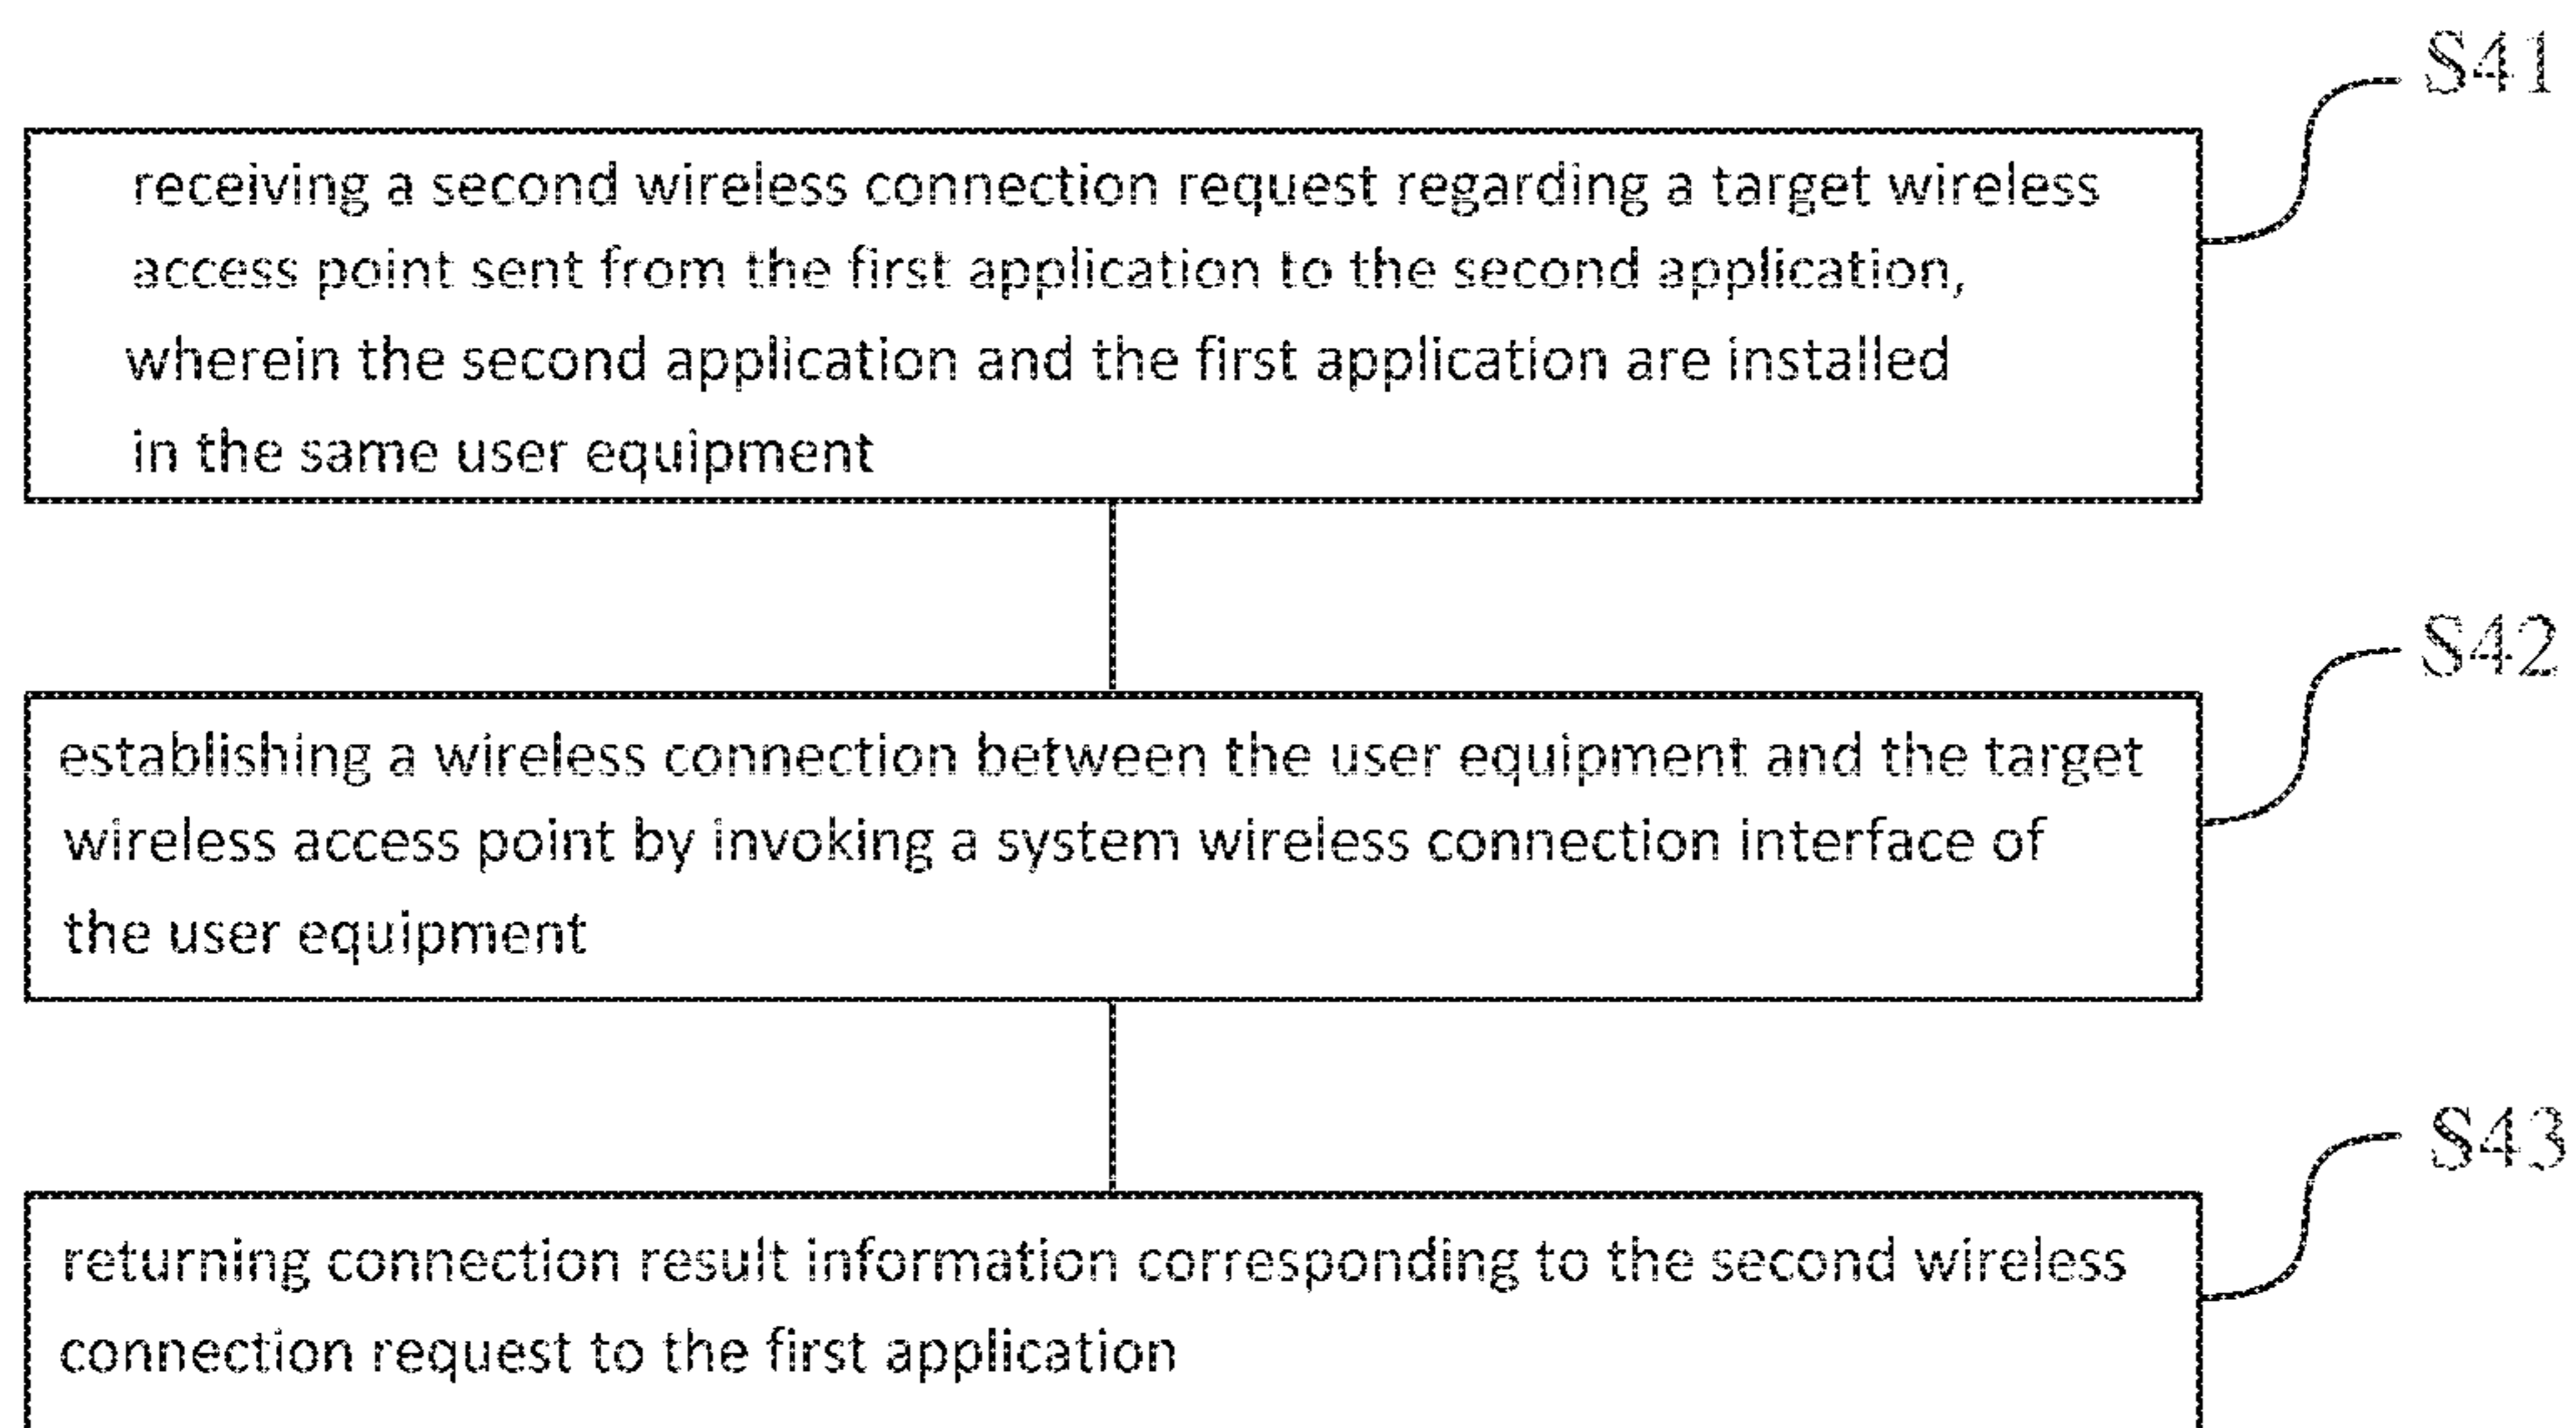 S41
receiving a second wireless connection request regarding a target wireless
access point sent from the first application to the second application,
wherein the second application and the first application are installed
in the same user equipment
S42
establishing a wireless connection between the user equipment and the target
wireless access point by invoking a system wireless connection interface of
the user equipment
S43
returning connection result information corresponding to the second wireless
connection request to the first application